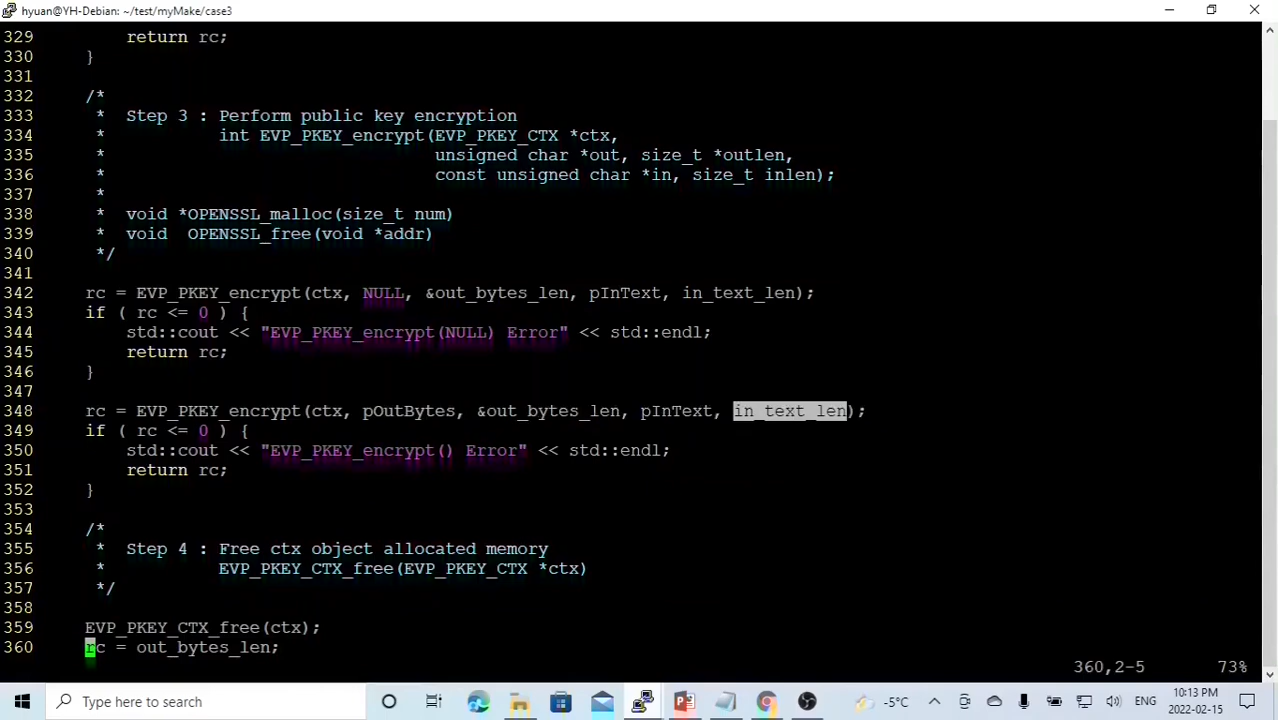 hyuan@YH-Debian: ~/test/myMake/case3
329 return rc;
330 }
331
332 /*
333 * Step 3 : Perform public key encryption
334 * int EVP_PKEY_encrypt(EVP_PKEY_CTX *ctx,
335 * unsigned char *out, size_t *outlen,
336 * const unsigned char *in, size_t inlen);
337 *
338 * void *OPENSSL_malloc(size_t num)
339 * void OPENSSL_free(void *addr)
340 */
341
342 rc = EVP_PKEY_encrypt(ctx, NULL, &out_bytes_len, pInText, in_text_len);
343 if ( rc <= 0 ) {
344 std::cout << "EVP_PKEY_encrypt(NULL) Error" << std::endl;
345 return rc;
346 }
347
348 rc = EVP_PKEY_encrypt(ctx, pOutBytes, &out_bytes_len, pInText, in_text_len);
349 if ( rc <= 0 ) {
350 std::cout << "EVP_PKEY_encrypt() Error" << std::endl;
351 return rc;
352 }
353
354 /*
355 * Step 4 : Free ctx object allocated memory
356 * EVP_PKEY_CTX_free(EVP_PKEY_CTX *ctx)
357 */
358
359 EVP_PKEY_CTX_free(ctx);
360 rc = out_bytes_len;
360,2-5 73%
Type here to search
-5°C
ENG
10:13 PM
2022-02-15